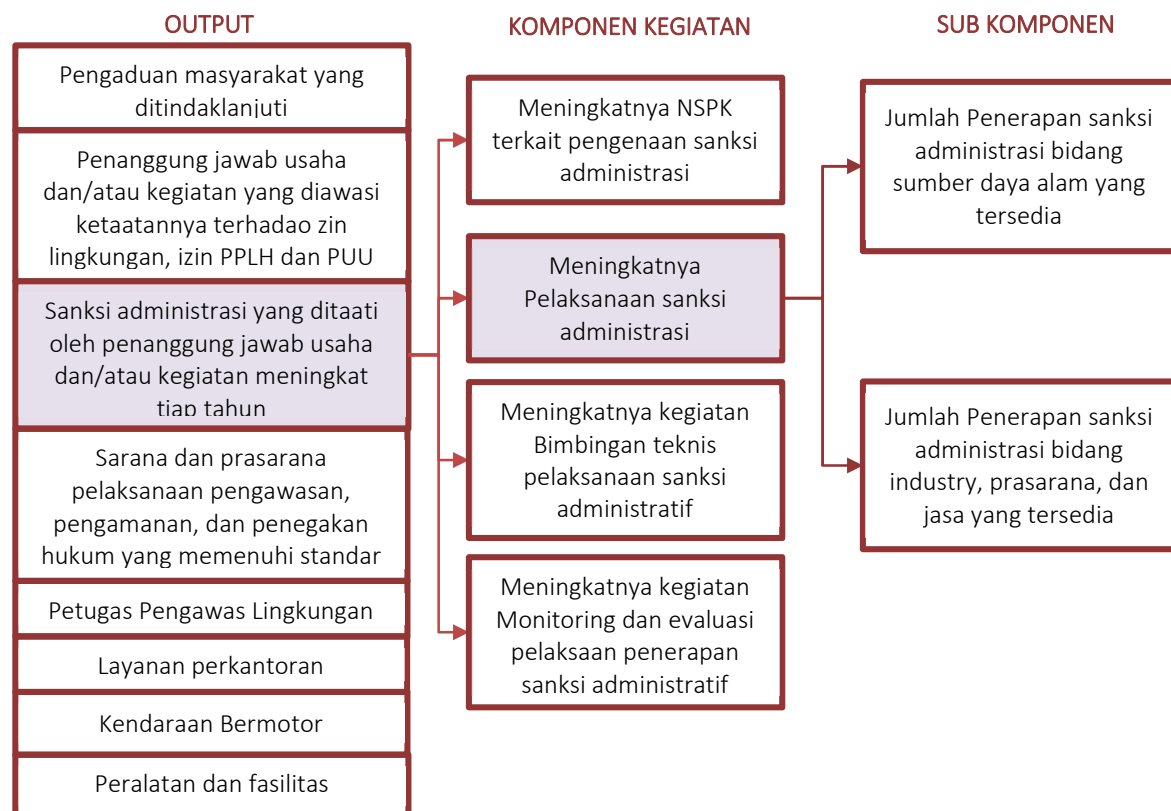 OUTPUT
Pengaduan masyarakat yang
ditindaklanjuti
Penanggung jawab usaha
dan/atau kegiatan yang diawasi
ketaatannya terhadao zin
lingkungan, izin PPLH dan PUU
Sanksi administrasi yang ditaati
oleh penanggung jawab usaha
dan/atau kegiatan meningkat
tiap tahun
Sarana dan prasarana
pelaksanaan pengawasan,
pengamanan, dan penegakan
hukum yang memenuhi standar
Petugas Pengawas Lingkungan
Layanan perkantoran
Kendaraan Bermotor
Peralatan dan fasilitas
KOMPONEN KEGIATAN
Meningkatnya NSPK
terkait pengenaan sanksi
administrasi
Meningkatnya
Pelaksanaan sanksi
administrasi
Meningkatnya kegiatan
Bimbingan teknis
pelaksanaan sanksi
administratif
Meningkatnya kegiatan
Monitoring dan evaluasi
pelaksaan penerapan
sanksi administratif
SUB KOMPONEN
Jumlah Penerapan sanksi
administrasi bidang
sumber daya alam yang
tersedia
Jumlah Penerapan sanksi
administrasi bidang
industry, prasarana, dan
jasa yang tersedia